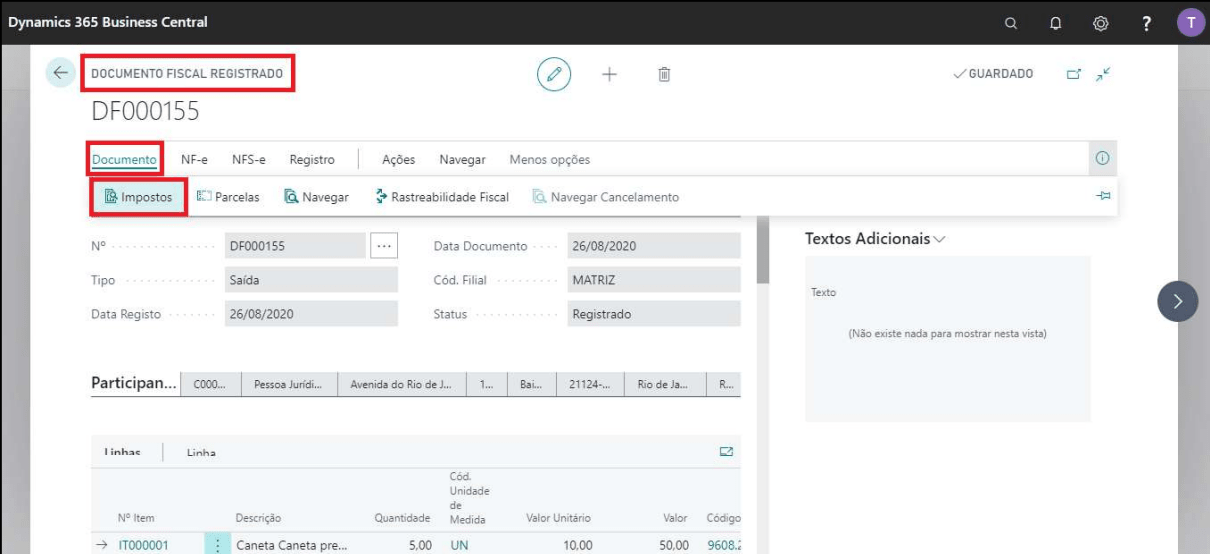 Dynamics 365 Business Central
?
T
DOCUMENTO FISCAL REGISTRADO
GUARDADO
DF000155
Documento NF-e NFS-e Registro Ações Navegar Menos opções
Impostos Parcelas Navegar Rastreabilidade Fiscal Navegar Cancelamento
Nº DF000155 ... Data Documento 26/08/2020
Tipo Saída Cód. Filial MATRIZ
Data Registo 26/08/2020 Status Registrado
Textos Adicionais
Texto
(Não existe nada para mostrar nesta vista)
Participan... C000... Pessoa Jurídi... Avenida do Rio de J... 1... Bai... 21124-... Rio de Ja... R...
Linhas Linha
Cód.
Unidade
de
Nº Item Descrição Quantidade Medida Valor Unitário Valor Código
IT000001 Caneta Caneta pre... 5,00 UN 10,00 50,00 9608.2